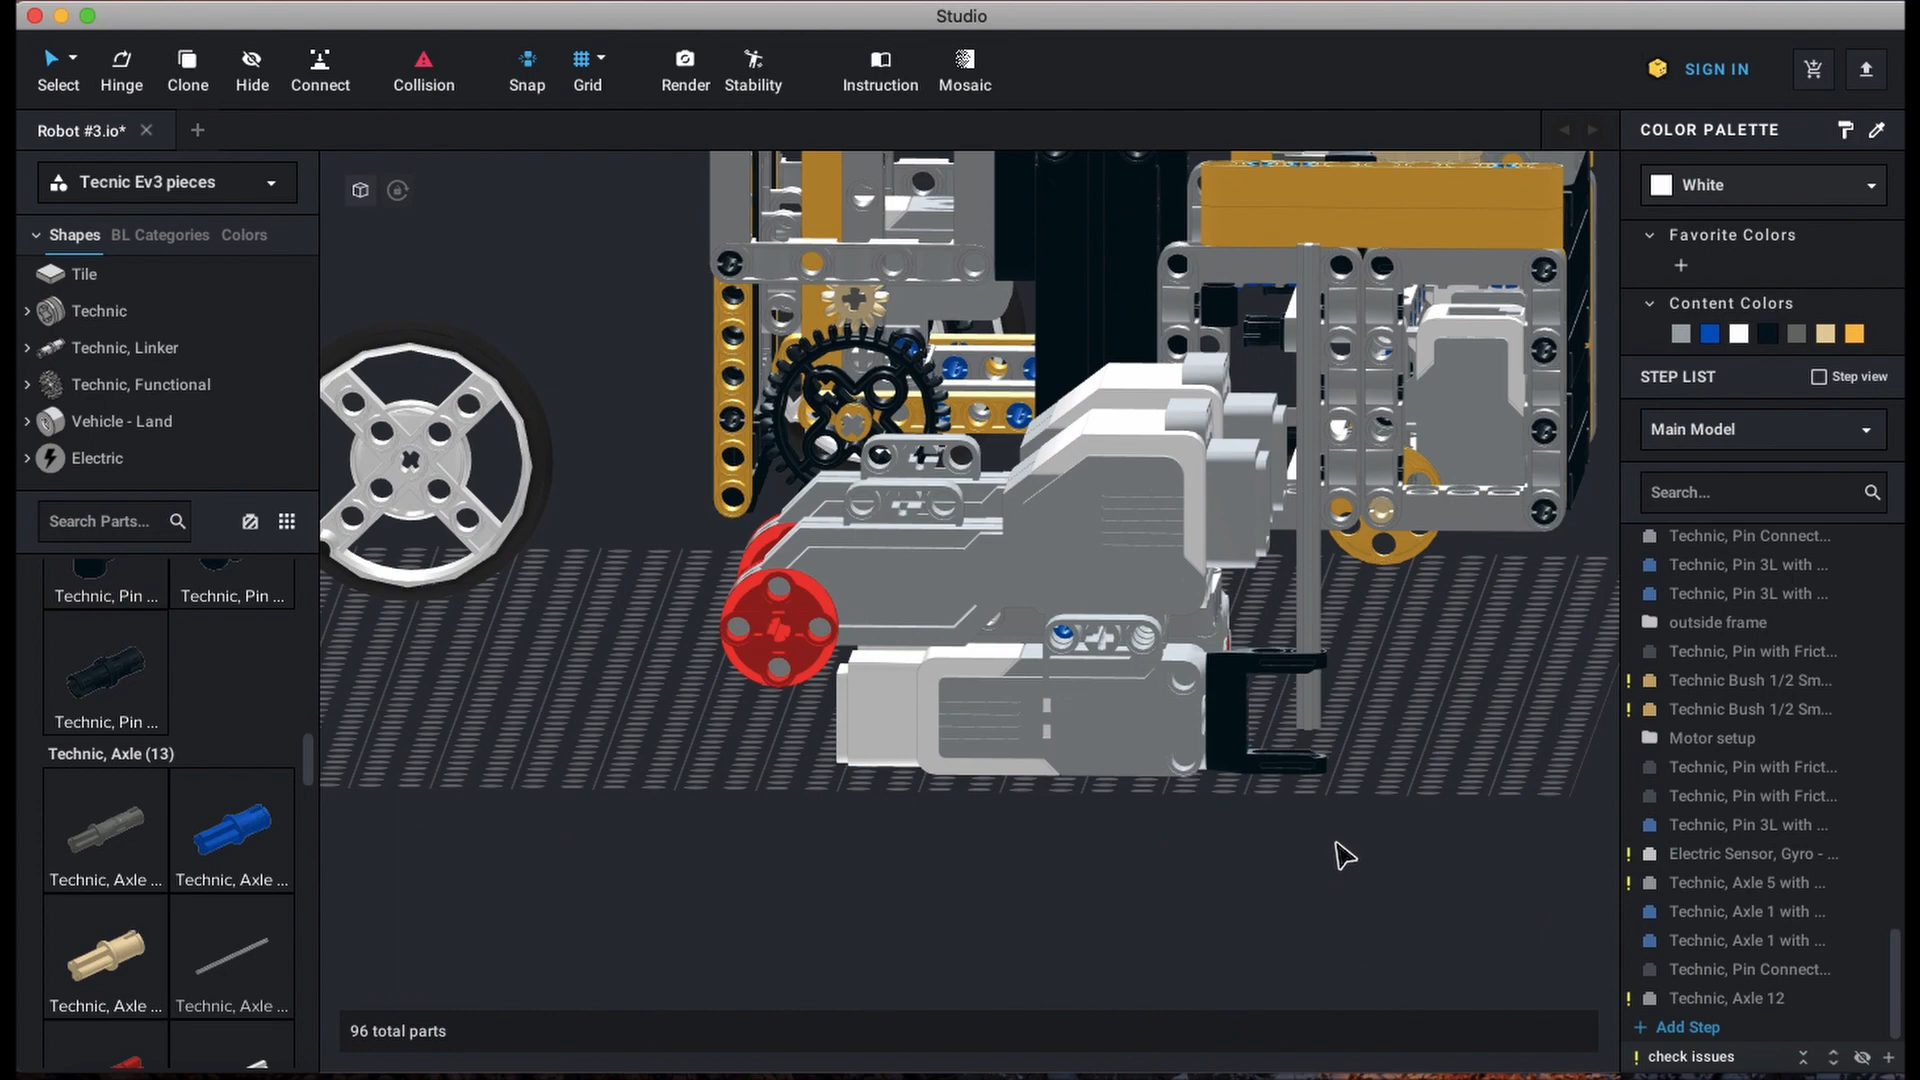 Studio
Select
Hinge
Clone
Hide
Connect
Collision
Snap
Grid
Render
Stability
Instruction
Mosaic
SIGN IN
Robot #3.io*
Tecnic Ev3 pieces
Shapes
BL Categories
Colors
Tile
Technic
Technic, Linker
Technic, Functional
Vehicle - Land
Electric
Search Parts...
Technic, Pin ...
Technic, Pin ...
Technic, Pin ...
Technic, Axle (13)
Technic, Axle ...
Technic, Axle ...
Technic, Axle ...
Technic, Axle ...
96 total parts
COLOR PALETTE
White
Favorite Colors
Content Colors
STEP LIST
Step view
Main Model
Search...
Technic, Pin Connect...
Technic, Pin 3L with ...
Technic, Pin 3L with ...
outside frame
Technic, Pin with Frict...
Technic Bush 1/2 Sm...
Technic Bush 1/2 Sm...
Motor setup
Technic, Pin with Frict...
Technic, Pin with Frict...
Technic, Pin 3L with ...
Electric Sensor, Gyro - ...
Technic, Axle 5 with ...
Technic, Axle 1 with ...
Technic, Axle 1 with ...
Technic, Pin Connect...
Technic, Axle 12
+ Add Step
! check issues